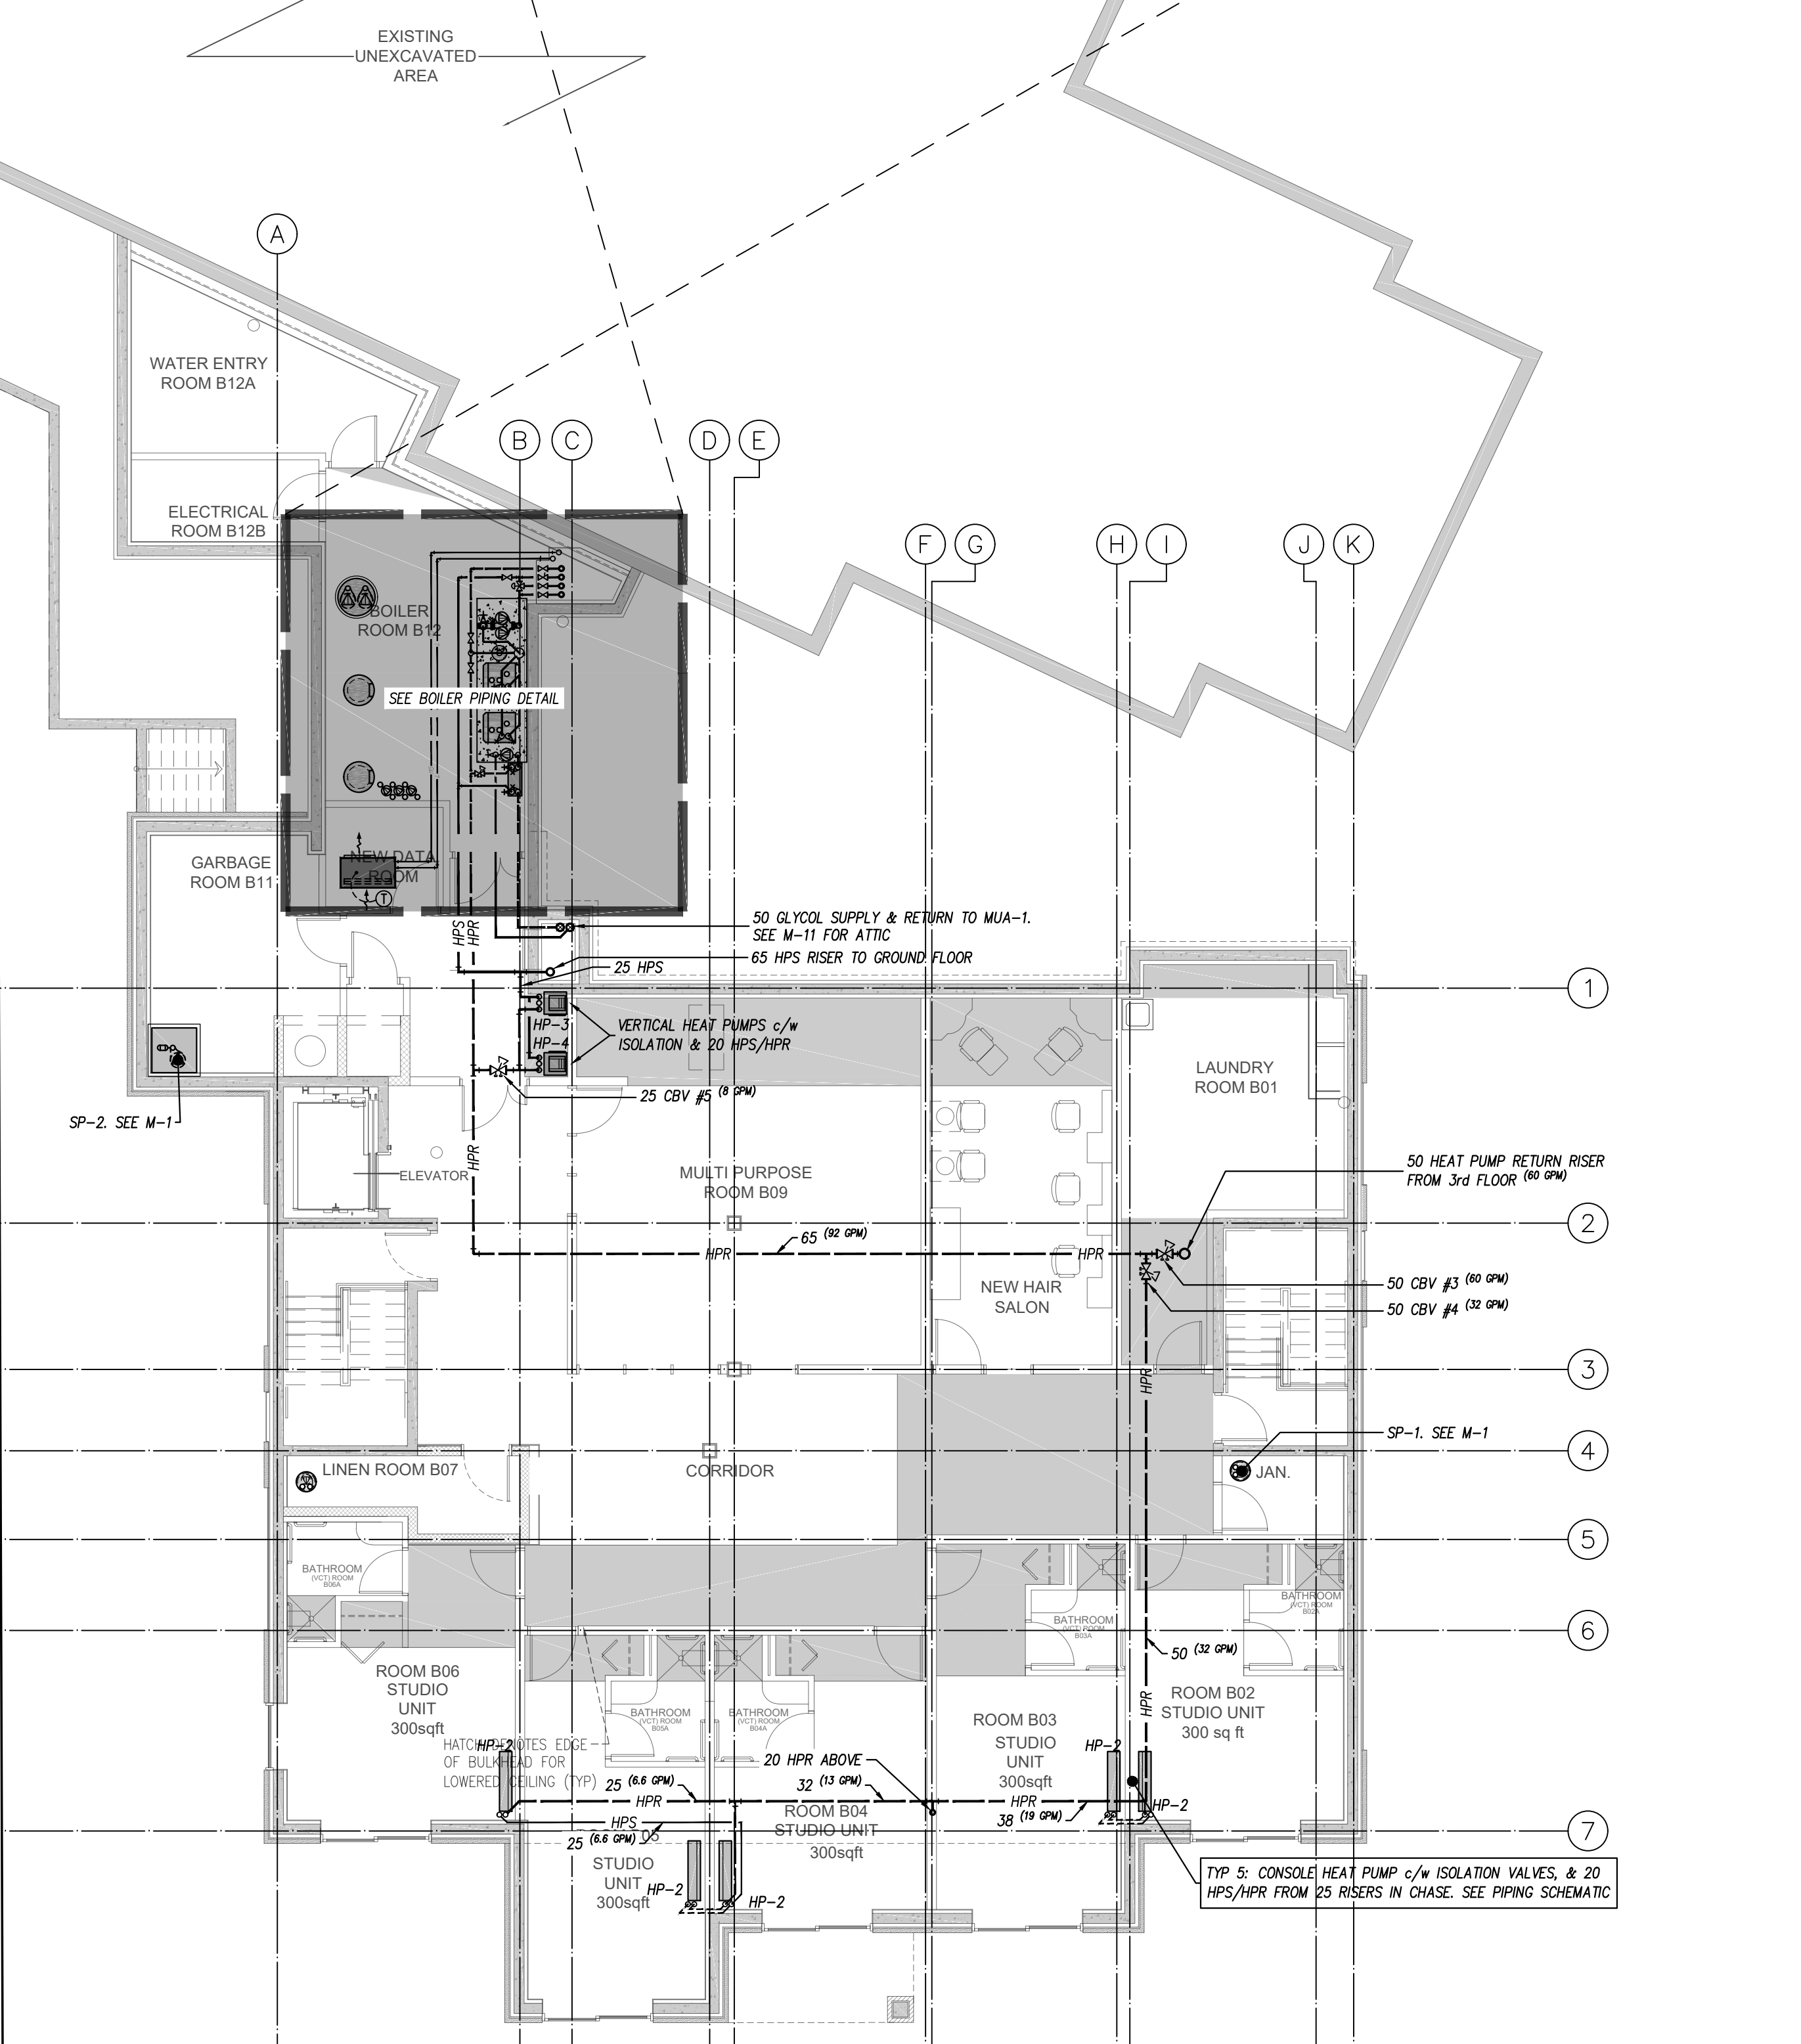 EXISTING
UNEXCAVATED
AREA
A
WATER ENTRY
ROOM B12A
B
C
D
E
ELECTRICAL
ROOM B12B
F
G
H
I
J
K
BOILER
ROOM B12
SEE BOILER PIPING DETAIL
GARBAGE
ROOM B11
NEW DATA
ROOM
T
HPS
HPR
50 GLYCOL SUPPLY & RETURN TO MUA-1.
SEE M-11 FOR ATTIC
65 HPS RISER TO GROUND FLOOR
25 HPS
1
HP-3
HP-4
VERTICAL HEAT PUMPS c/w
ISOLATION & 20 HPS/HPR
LAUNDRY
ROOM B01
25 CBV #5 (8 GPM)
SP-2. SEE M-1
HPR
ELEVATOR
MULTI PURPOSE
ROOM B09
50 HEAT PUMP RETURN RISER
FROM 3rd FLOOR (60 GPM)
2
65 (92 GPM)
HPR
HPR
NEW HAIR
SALON
50 CBV #3 (60 GPM)
50 CBV #4 (32 GPM)
3
HPR
SP-1. SEE M-1
4
LINEN ROOM B07
CORRIDOR
JAN.
5
BATHROOM
(VCT) ROOM
B06A
BATHROOM
(VCT) ROOM
B03A
BATHROOM
(VCT) ROOM
B02A
6
50 (32 GPM)
ROOM B06
STUDIO
UNIT
300sqft
BATHROOM
(VCT) ROOM
B05A
BATHROOM
(VCT) ROOM
B04A
ROOM B03
STUDIO
UNIT
300sqft
HPR
ROOM B02
STUDIO UNIT
300 sq ft
HATCH DENOTES EDGE
OF BULKHEAD FOR
LOWERED CEILING (TYP)
HP-2
20 HPR ABOVE
HP-2
25 (6.6 GPM)
32 (13 GPM)
HPR
HPR
ROOM B04
STUDIO UNIT
300sqft
38 (19 GPM)
HP-2
HPS
25 (6.6 GPM)
05
7
STUDIO
UNIT
300sqft
HP-2
HP-2
TYP 5: CONSOLE HEAT PUMP c/w ISOLATION VALVES, & 20
HPS/HPR FROM 25 RISERS IN CHASE. SEE PIPING SCHEMATIC